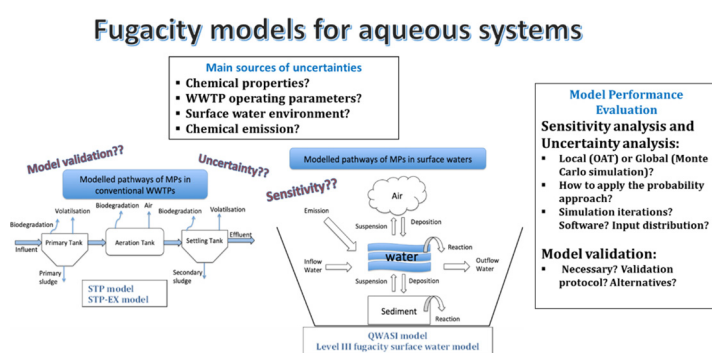 Fugacity models for aqueous systems
Main sources of uncertainties
▪ Chemical properties?
▪ WWTP operating parameters?
▪ Surface water environment?
▪ Chemical emission?
Model validation??
Uncertainty??
Sensitivity??
Modelled pathways of MPs in
conventional WWTPs
Biodegradation
Volatilisation
Biodegradation
Air
Biodegradation
Volatilisation
Influent
Primary Tank
Aeration Tank
Settling Tank
Effluent
Primary
sludge
Secondary
sludge
STP model
STP-EX model
Modelled pathways of MPs in surface waters
Air
Emission
Suspension
Deposition
Reaction
Inflow
Water
water
Outflow
Water
Suspension
Deposition
Sediment
Reaction
QWASI model
Level III fugacity surface water model
Model Performance
Evaluation
Sensitivity analysis and
Uncertainty analysis:
▪ Local (OAT) or Global (Monte
Carlo simulation)?
▪ How to apply the probability
approach?
▪ Simulation iterations?
Software? Input distribution?
Model validation:
▪ Necessary? Validation
protocol? Alternatives?